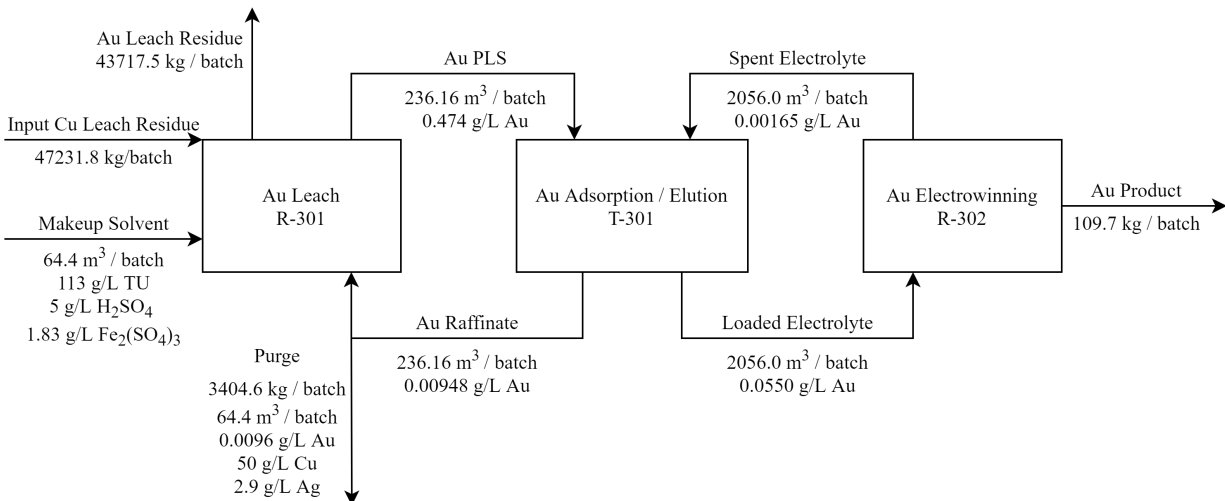 Au Leach Residue
43717.5 kg / batch
Au PLS
236.16 m³ / batch
0.474 g/L Au
Spent Electrolyte
2056.0 m³ / batch
0.00165 g/L Au
Input Cu Leach Residue
47231.8 kg/batch
Au Leach
R-301
Au Adsorption / Elution
T-301
Au Electrowinning
R-302
Au Product
109.7 kg / batch
Makeup Solvent
64.4 m³ / batch
113 g/L TU
5 g/L H₂SO₄
1.83 g/L Fe₂(SO₄)₃
Au Raffinate
236.16 m³ / batch
0.00948 g/L Au
Loaded Electrolyte
2056.0 m³ / batch
0.0550 g/L Au
Purge
3404.6 kg / batch
64.4 m³ / batch
0.0096 g/L Au
50 g/L Cu
2.9 g/L Ag